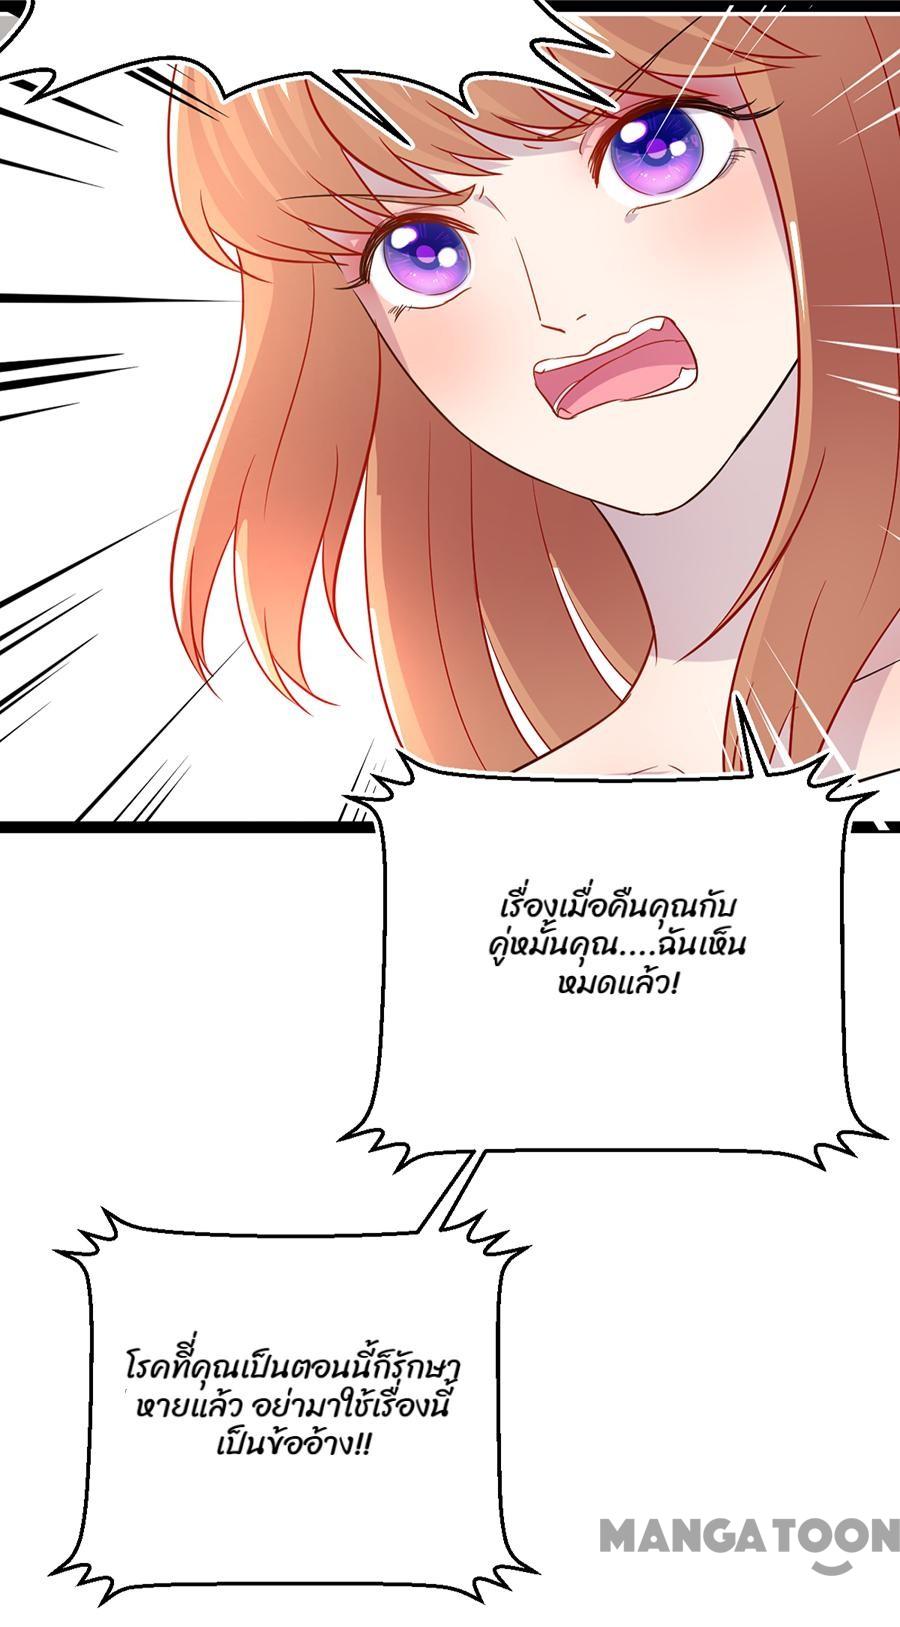 เรื่องเมื่อคืนคุณกับ
คู่หมั้นคุณ....ฉันเห็น
หมดแล้ว!
โรคที่คุณเป็นตอนนี้ก็รักษา
หายแล้ว อย่ามาใช้เรื่องนี้
เป็นข้ออ้าง!!
MANGATOON